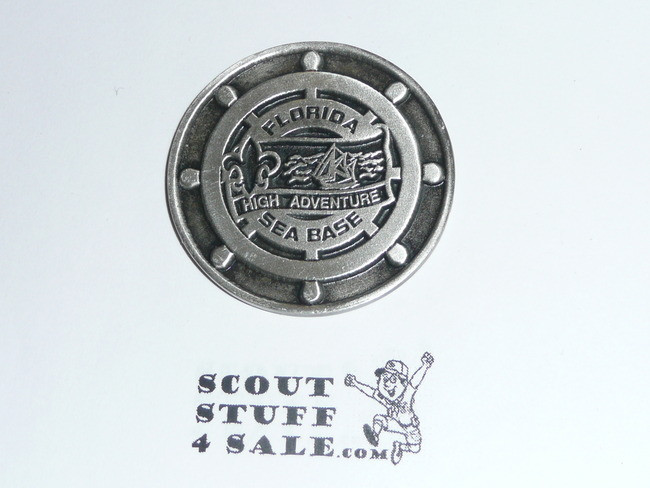 FLORIDA
HIGH ADVENTURE
SEA BASE
SCOUT
STUFF
4 SALE.COM